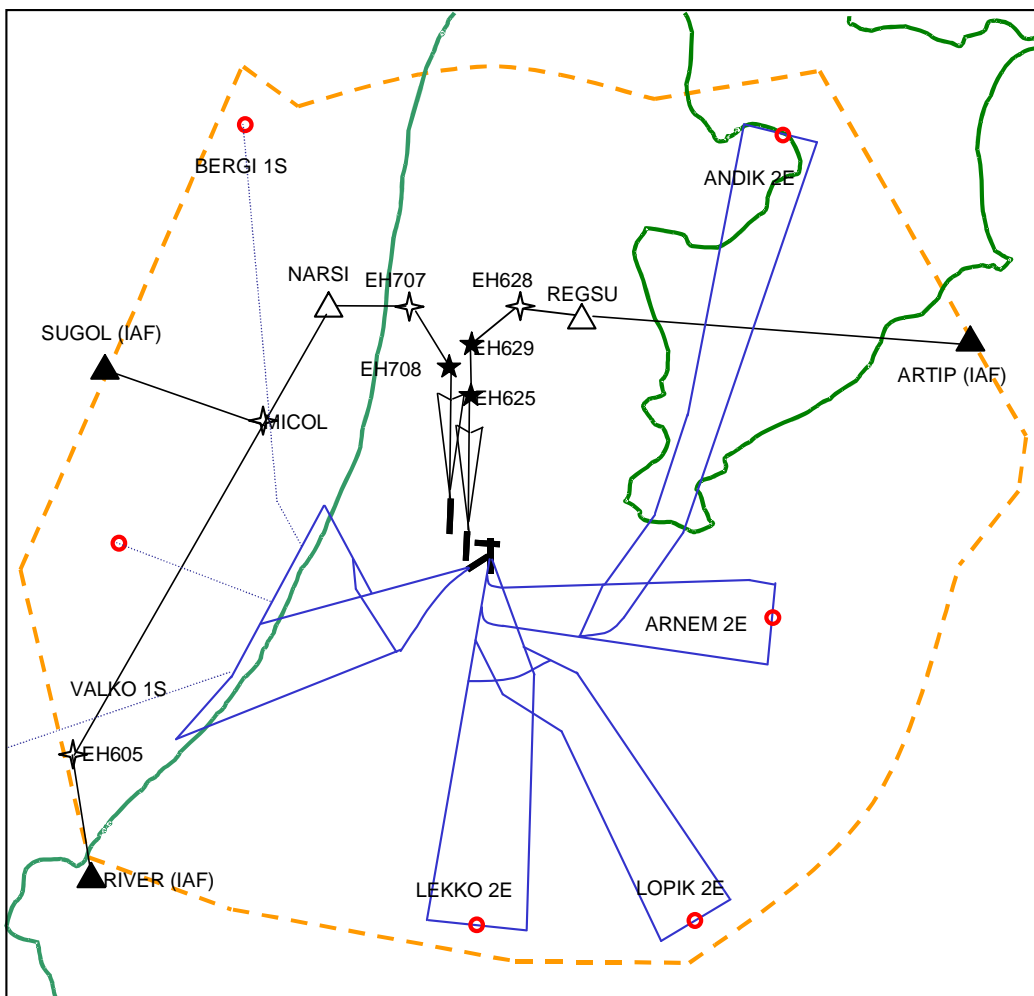 BERGI 1S
ANDIK 2E
NARSI
EH707
EH628
REGSU
SUGOL (IAF)
EH629
EH708
ARTIP (IAF)
EH625
MICOL
ARNEM 2E
VALKO 1S
EH605
RIVER (IAF)
LEKKO 2E
LOPIK 2E